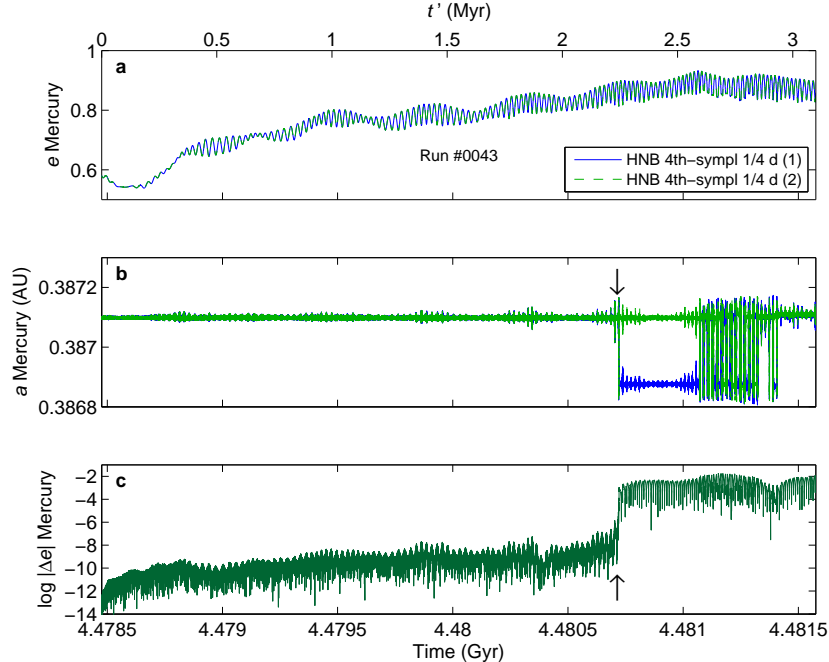 t' (Myr)
0 0.5 1 1.5 2 2.5 3
a
e Mercury
1
0.8
0.6
Run #0043
HNB 4th−sympl 1/4 d (1)
HNB 4th−sympl 1/4 d (2)
b
a Mercury (AU)
0.3872
0.387
0.3868
c
log |Δe| Mercury
−2
−4
−6
−8
−10
−12
−14
4.4785 4.479 4.4795 4.48 4.4805 4.481 4.4815
Time (Gyr)